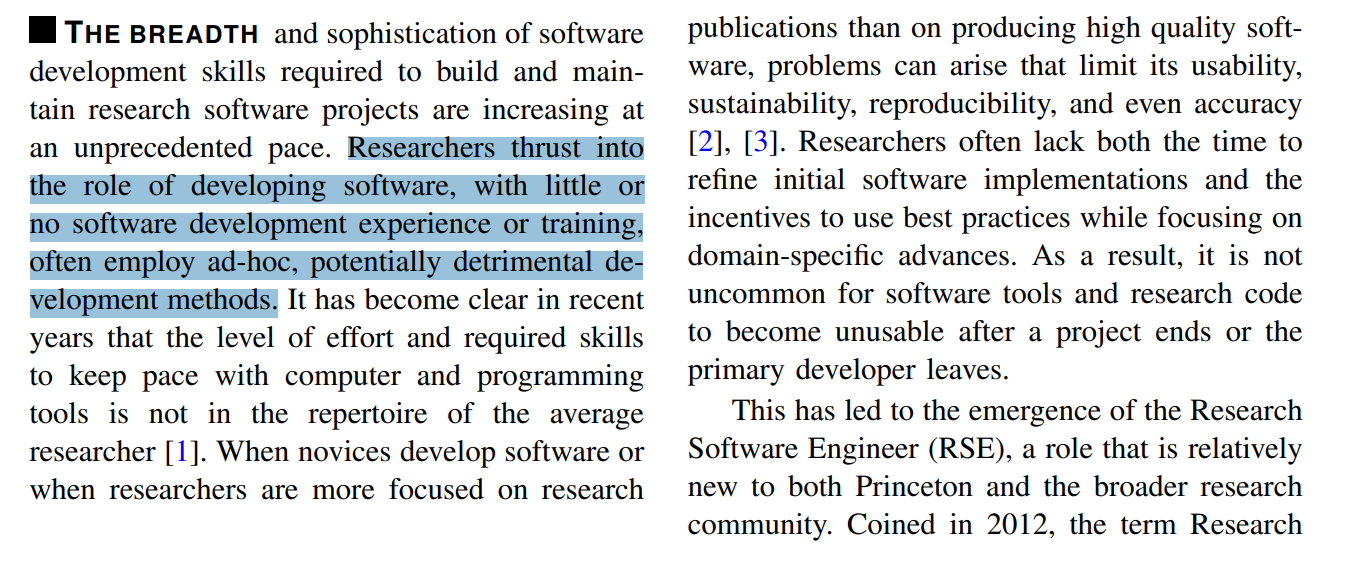 THE BREADTH and sophistication of software
development skills required to build and main-
tain research software projects are increasing at
an unprecedented pace. Researchers thrust into
the role of developing software, with little or
no software development experience or training,
often employ ad-hoc, potentially detrimental de-
velopment methods. It has become clear in recent
years that the level of effort and required skills
to keep pace with computer and programming
tools is not in the repertoire of the average
researcher [1]. When novices develop software or
when researchers are more focused on research
publications than on producing high quality soft-
ware, problems can arise that limit its usability,
sustainability, reproducibility, and even accuracy
[2], [3]. Researchers often lack both the time to
refine initial software implementations and the
incentives to use best practices while focusing on
domain-specific advances. As a result, it is not
uncommon for software tools and research code
to become unusable after a project ends or the
primary developer leaves.
This has led to the emergence of the Research
Software Engineer (RSE), a role that is relatively
new to both Princeton and the broader research
community. Coined in 2012, the term Research